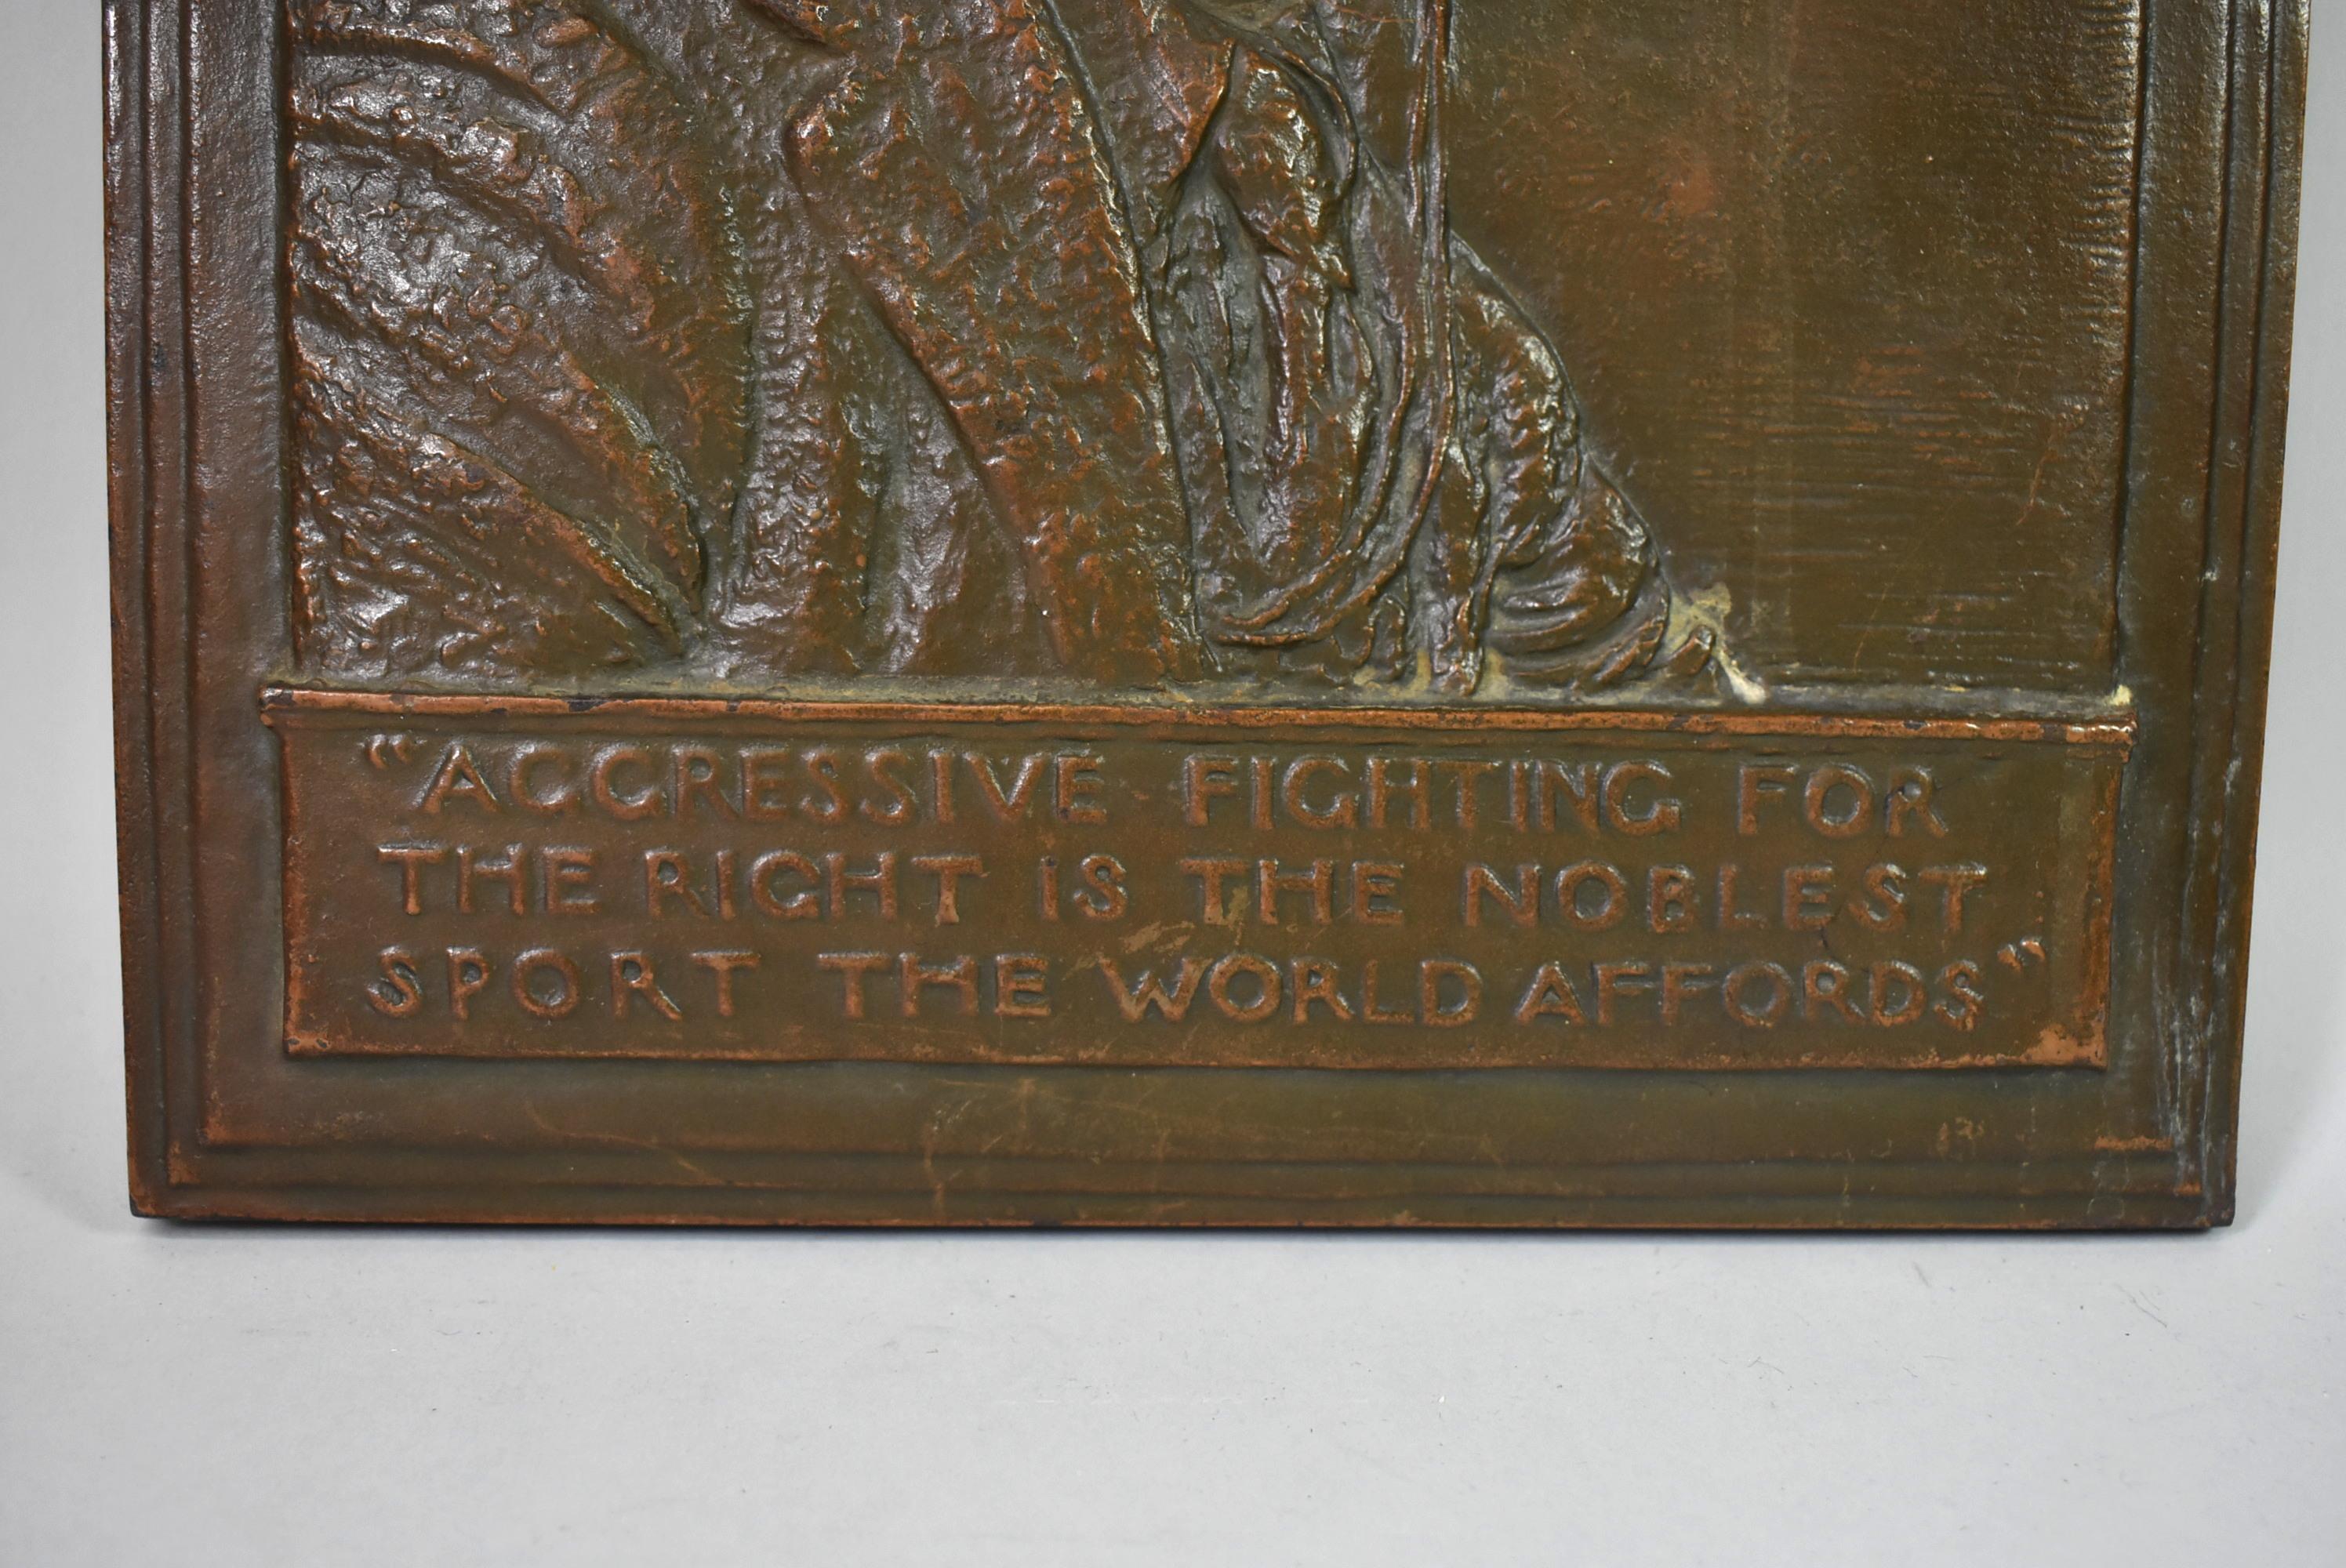 “AGGRESSIVE FIGHTING FOR
THE RIGHT IS THE NOBLEST
SPORT THE WORLD AFFORDS”